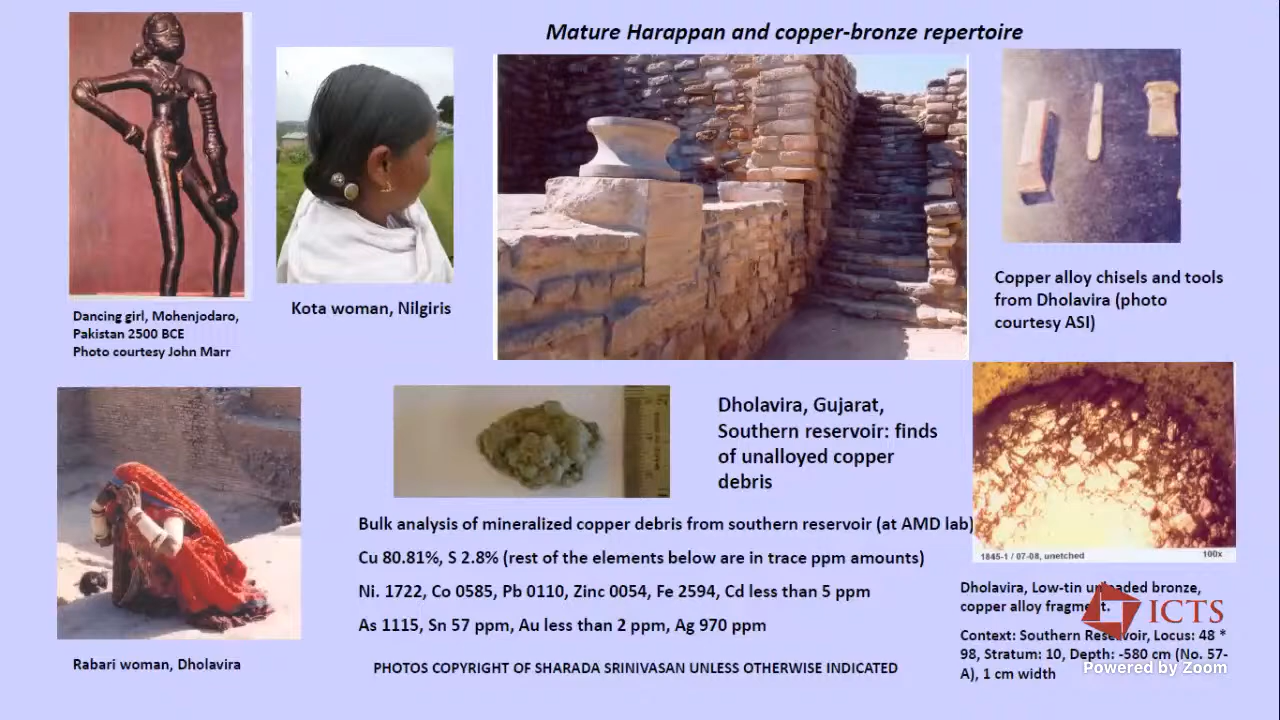 Mature Harappan and copper-bronze repertoire
Dancing girl, Mohenjodaro,
Pakistan 2500 BCE
Photo courtesy John Marr
Kota woman, Nilgiris
Copper alloy chisels and tools
from Dholavira (photo
courtesy ASI)
Rabari woman, Dholavira
Dholavira, Gujarat,
Southern reservoir: finds
of unalloyed copper
debris
Bulk analysis of mineralized copper debris from southern reservoir (at AMD lab)
Cu 80.81%, S 2.8% (rest of the elements below are in trace ppm amounts)
Ni. 1722, Co 0585, Pb 0110, Zinc 0054, Fe 2594, Cd less than 5 ppm
As 1115, Sn 57 ppm, Au less than 2 ppm, Ag 970 ppm
PHOTOS COPYRIGHT OF SHARADA SRINIVASAN UNLESS OTHERWISE INDICATED
1845-1 / 07-08, unetched 100x
Dholavira, Low-tin unleaded bronze,
copper alloy fragment.
Context: Southern Reservoir, Locus: 48 *
98, Stratum: 10, Depth: -580 cm (No. 57-
A), 1 cm width
ICTS
Powered by Zoom